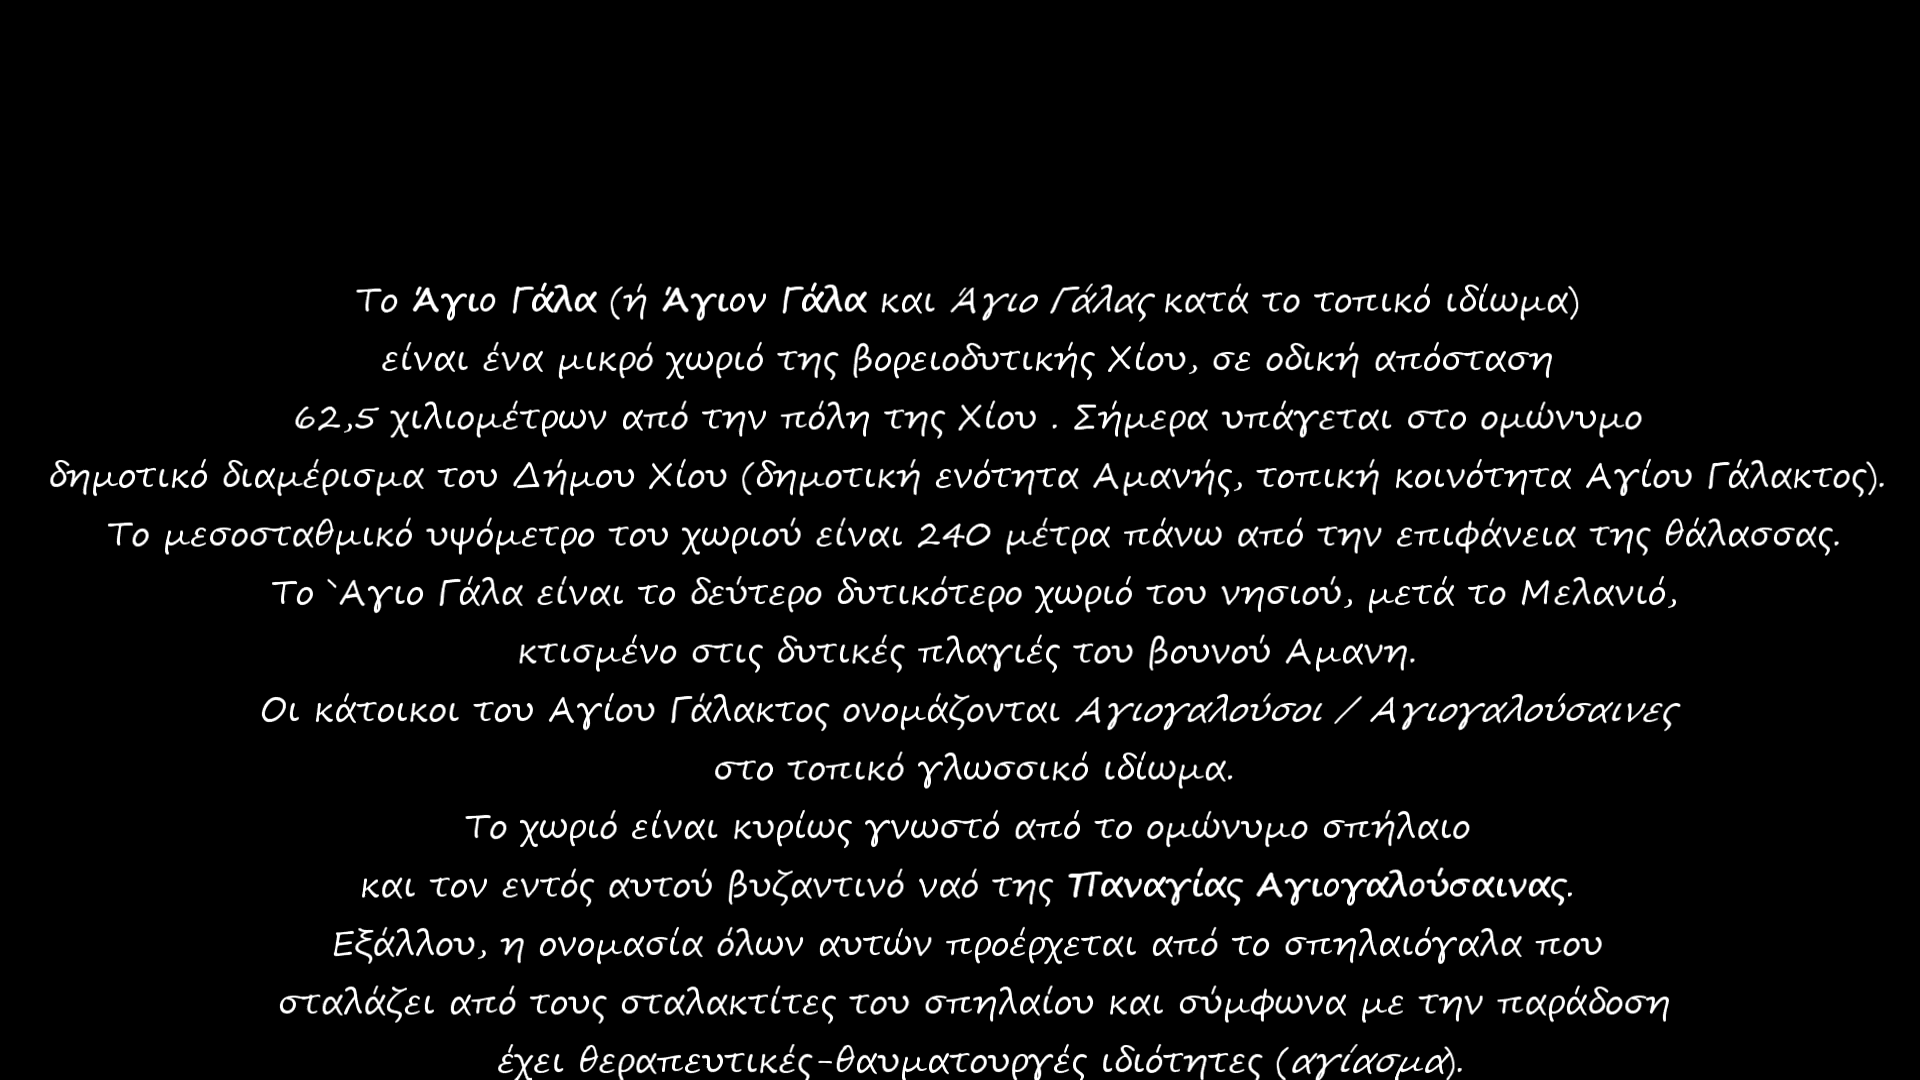 Το Άγιο Γάλα (ή Άγιον Γάλα και Άγιο Γάλας κατά το τοπικό ιδίωμα)
είναι ένα μικρό χωριό της βορειοδυτικής Χίου, σε οδική απόσταση
62,5 χιλιομέτρων από την πόλη της Χίου . Σήμερα υπάγεται στο ομώνυμο
δημοτικό διαμέρισμα του Δήμου Χίου (δημοτική ενότητα Αμανής, τοπική κοινότητα Αγίου Γάλακτος).
Το μεσοσταθμικό υψόμετρο του χωριού είναι 240 μέτρα πάνω από την επιφάνεια της θάλασσας.
Το `Αγιο Γάλα είναι το δεύτερο δυτικότερο χωριό του νησιού, μετά το Μελανιό,
κτισμένο στις δυτικές πλαγιές του βουνού Αμανη.
Οι κάτοικοι του Αγίου Γάλακτος ονομάζονται Αγιογαλούσοι / Αγιογαλούσαινες
στο τοπικό γλωσσικό ιδίωμα.
Το χωριό είναι κυρίως γνωστό από το ομώνυμο σπήλαιο
και τον εντός αυτού βυζαντινό ναό της Παναγίας Αγιογαλούσαινας.
Εξάλλου, η ονομασία όλων αυτών προέρχεται από το σπηλαιόγαλα που
σταλάζει από τους σταλακτίτες του σπηλαίου και σύμφωνα με την παράδοση
έχει θεραπευτικές-θαυματουργές ιδιότητες (αγίασμα).